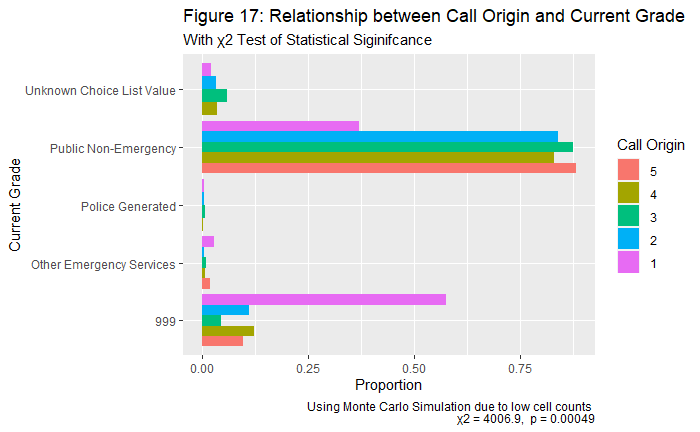 Figure 17: Relationship between Call Origin and Current Grade
With χ2 Test of Statistical Siginifcance
Current Grade
Unknown Choice List Value
Public Non-Emergency
Police Generated
Other Emergency Services
999
0.00 0.25 0.50 0.75
Proportion
Call Origin
5
4
3
2
1
Using Monte Carlo Simulation due to low cell counts
χ2 = 4006.9, p = 0.00049